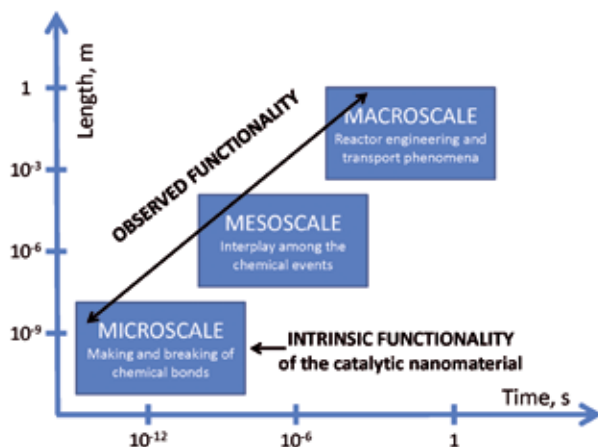 Length, m
1
10-3
10-6
10-9
OBSERVED FUNCTIONALITY
MACROSCALE
Reactor engineering and
transport phenomena
MESOSCALE
Interplay among the
chemical events
MICROSCALE
Making and breaking of
chemical bonds
INTRINSIC FUNCTIONALITY
of the catalytic nanomaterial
Time, s
10-12
10-6
1